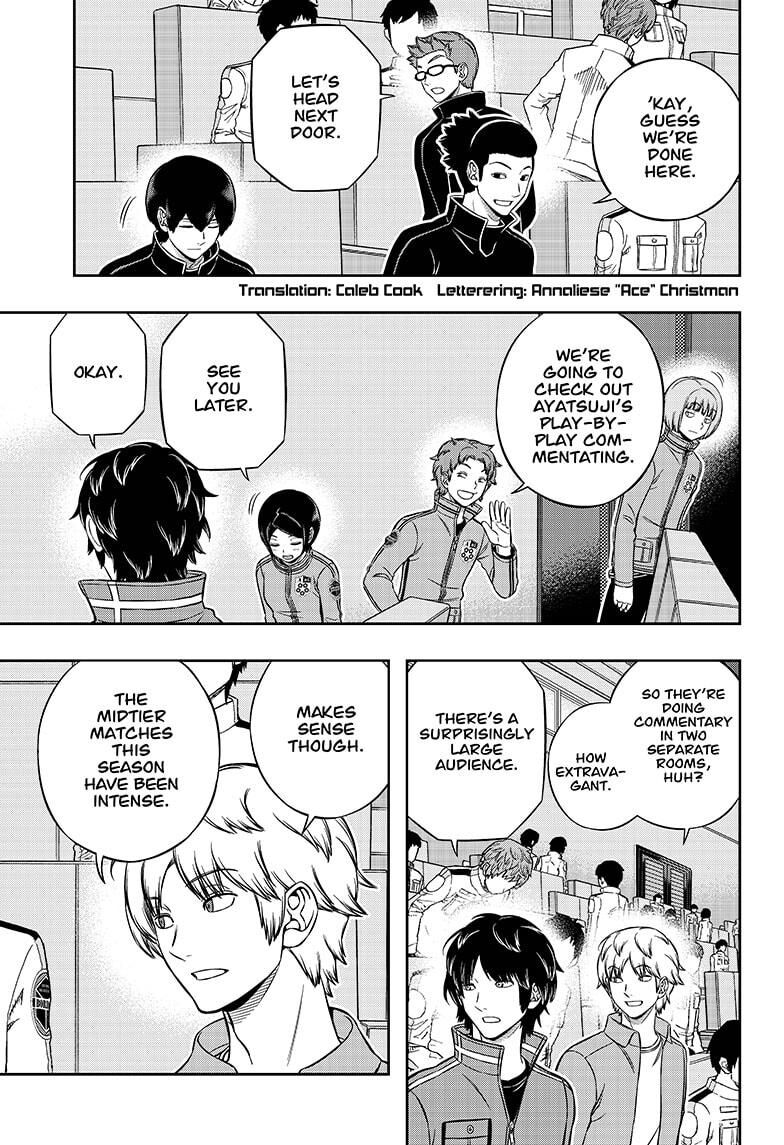 'KAY,
GUESS
WE'RE
DONE
HERE.
LET'S
HEAD
NEXT
DOOR.
Translation: Caleb Cook Letterering: Annaliese "Ace" Christman
WE'RE
GOING TO
CHECK OUT
AYATSUJI'S
PLAY-BY-
PLAY COM-
MENTATING.
SEE
YOU
LATER.
OKAY.
SO THEY'RE
DOING
COMMENTARY
IN TWO
SEPARATE
ROOMS,
HUH?
HOW
EXTRAVA-
GANT.
THERE'S A
SURPRISINGLY
LARGE
AUDIENCE.
MAKES
SENSE
THOUGH.
THE
MIDTIER
MATCHES
THIS
SEASON
HAVE BEEN
INTENSE.